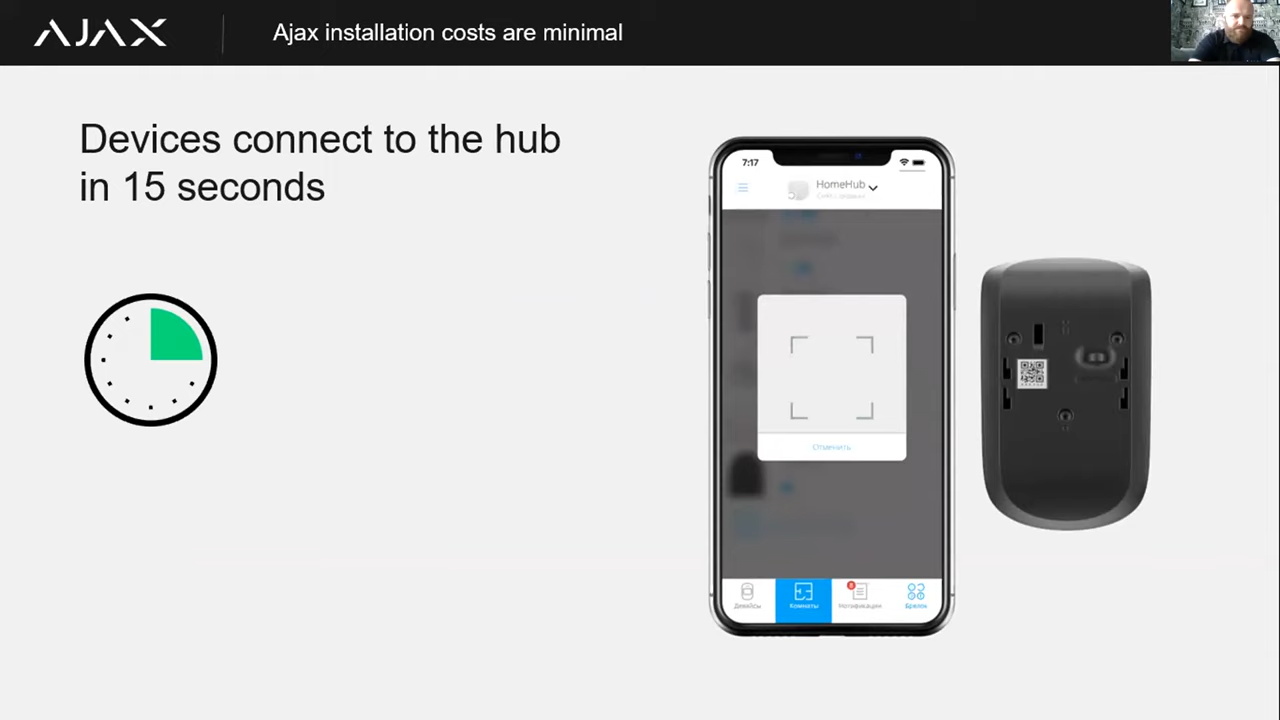 AJAX
Ajax installation costs are minimal
Devices connect to the hub
in 15 seconds
7:17
HomeHub
Отменить
Девайсы
Комнаты
Нотификации
Брелок